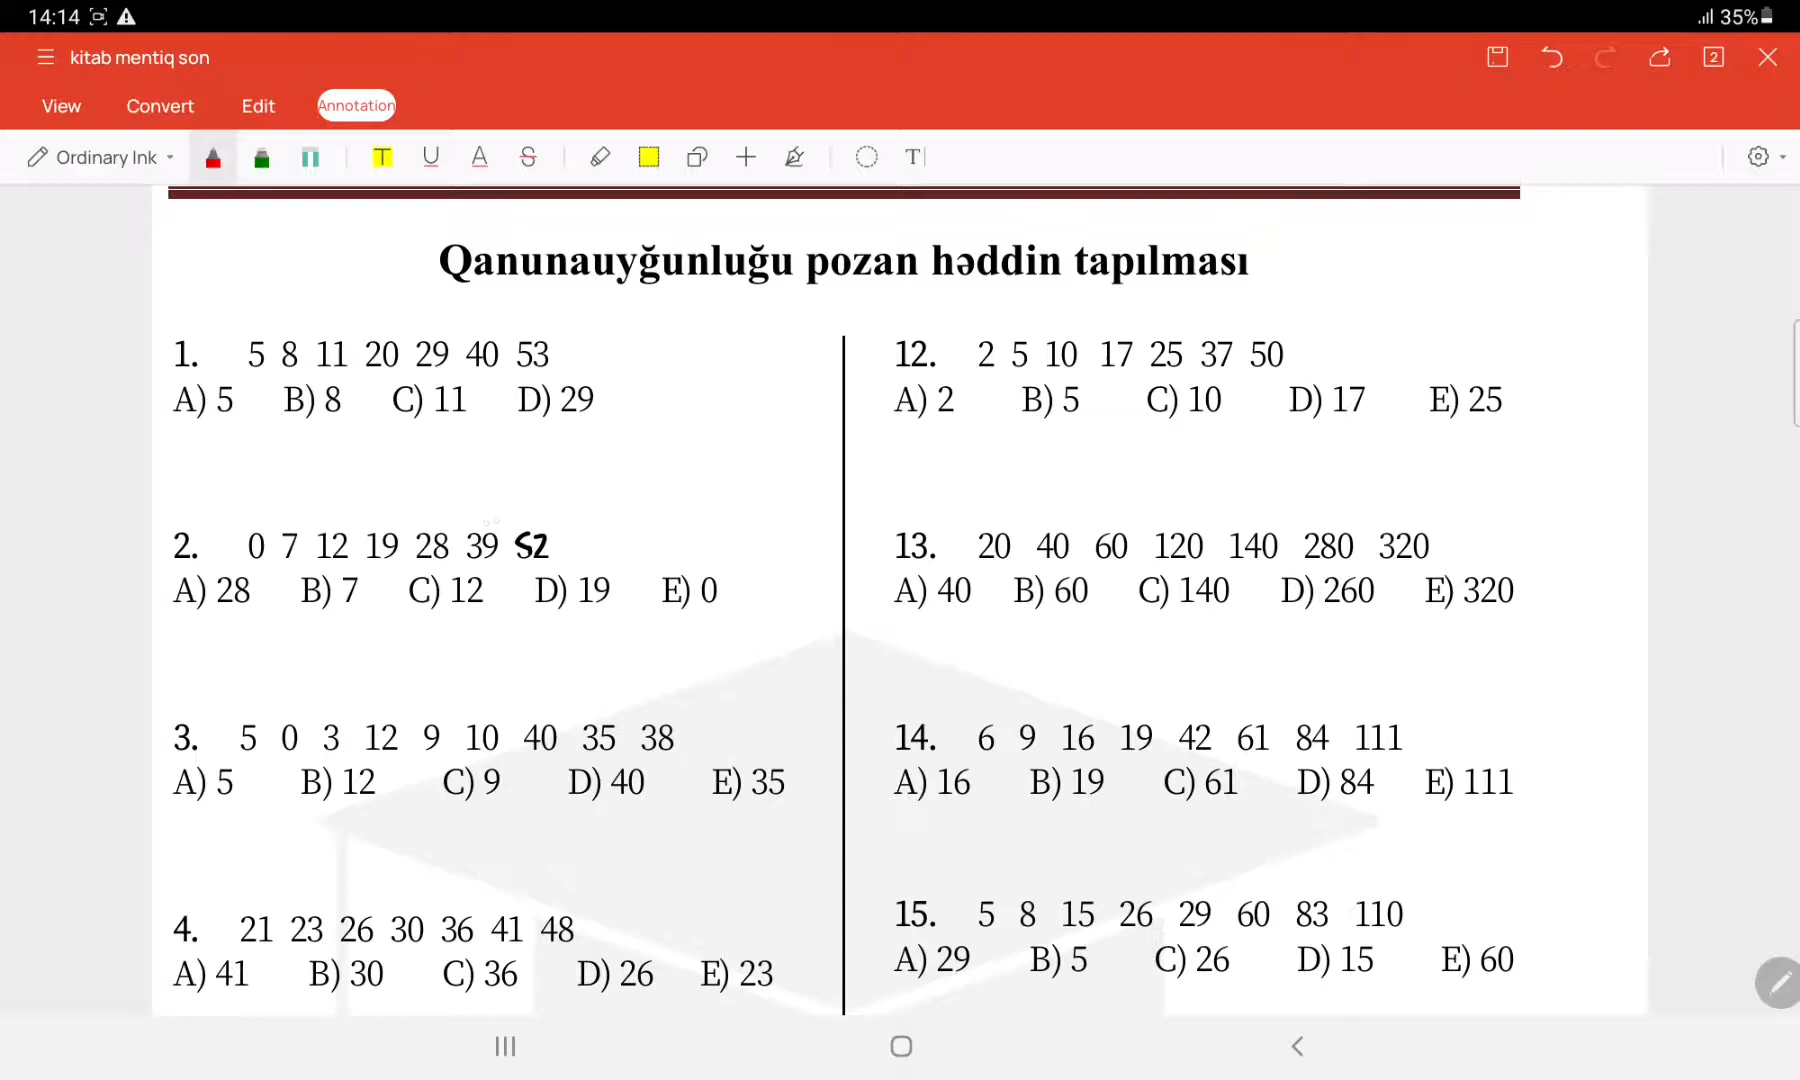 14:14
35%
kitab mentiq son
2
View Convert Edit Annotation
Ordinary Ink T U A S T
Qanunauyğunluğu pozan həddin tapılması
1. 5 8 11 20 29 40 53
A) 5 B) 8 C) 11 D) 29
2. 0 7 12 19 28 39 52
A) 28 B) 7 C) 12 D) 19 E) 0
3. 5 0 3 12 9 10 40 35 38
A) 5 B) 12 C) 9 D) 40 E) 35
4. 21 23 26 30 36 41 48
A) 41 B) 30 C) 36 D) 26 E) 23
12. 2 5 10 17 25 37 50
A) 2 B) 5 C) 10 D) 17 E) 25
13. 20 40 60 120 140 280 320
A) 40 B) 60 C) 140 D) 260 E) 320
14. 6 9 16 19 42 61 84 111
A) 16 B) 19 C) 61 D) 84 E) 111
15. 5 8 15 26 29 60 83 110
A) 29 B) 5 C) 26 D) 15 E) 60